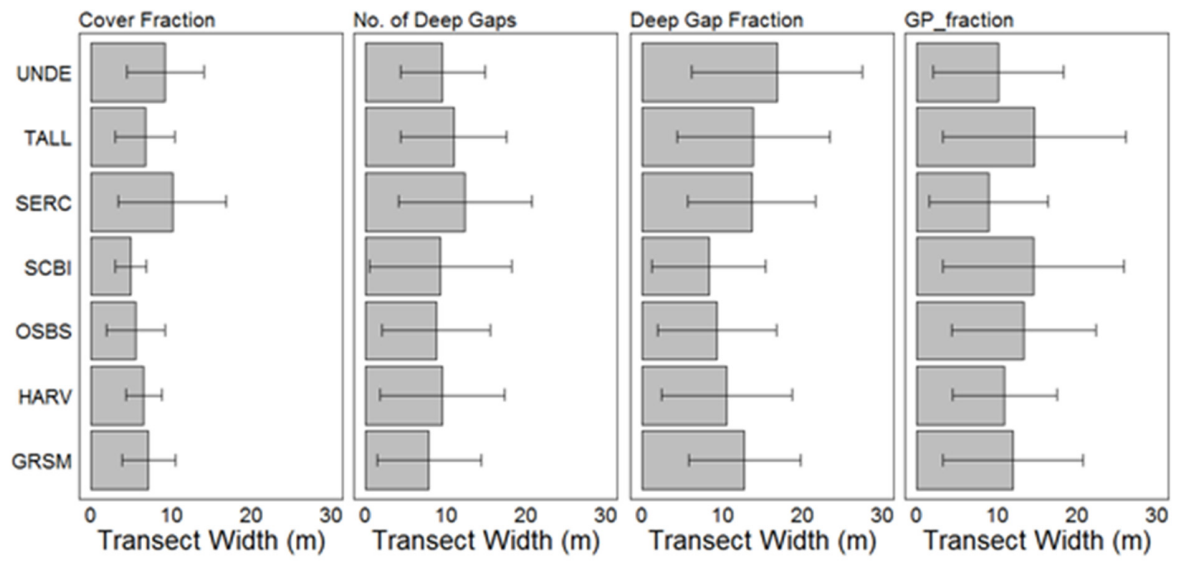 Cover Fraction No. of Deep Gaps Deep Gap Fraction GP_fraction
UNDE
TALL
SERC
SCBI
OSBS
HARV
GRSM
0 10 20 30 0 10 20 30 0 10 20 30 0 10 20 30
Transect Width (m) Transect Width (m) Transect Width (m) Transect Width (m)